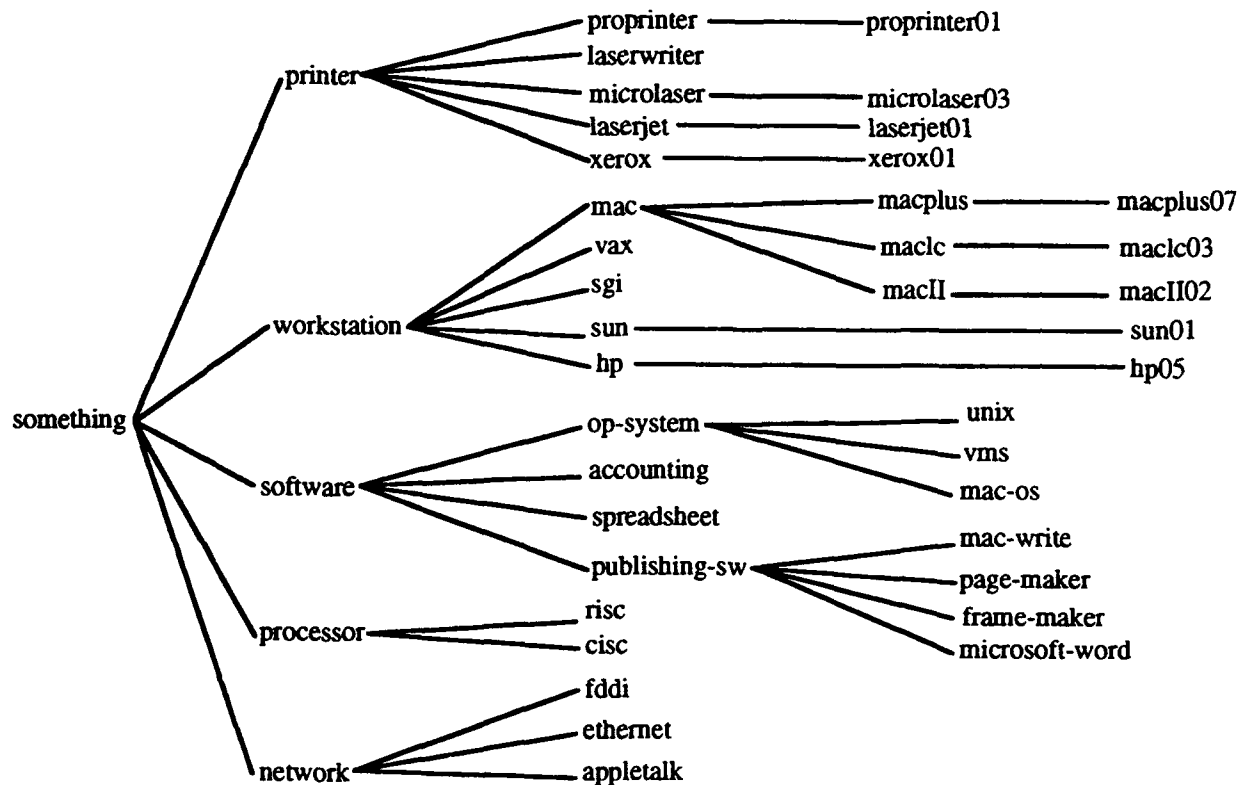 something
printer
proprinter
proprinter01
laserwriter
microlaser
microlaser03
laserjet
laserjet01
xerox
xerox01
workstation
mac
macplus
macplus07
maclc
maclc03
macII
macII02
vax
sgi
sun
sun01
hp
hp05
software
op-system
unix
vms
mac-os
accounting
spreadsheet
publishing-sw
mac-write
page-maker
frame-maker
microsoft-word
processor
risc
cisc
network
fddi
ethernet
appletalk